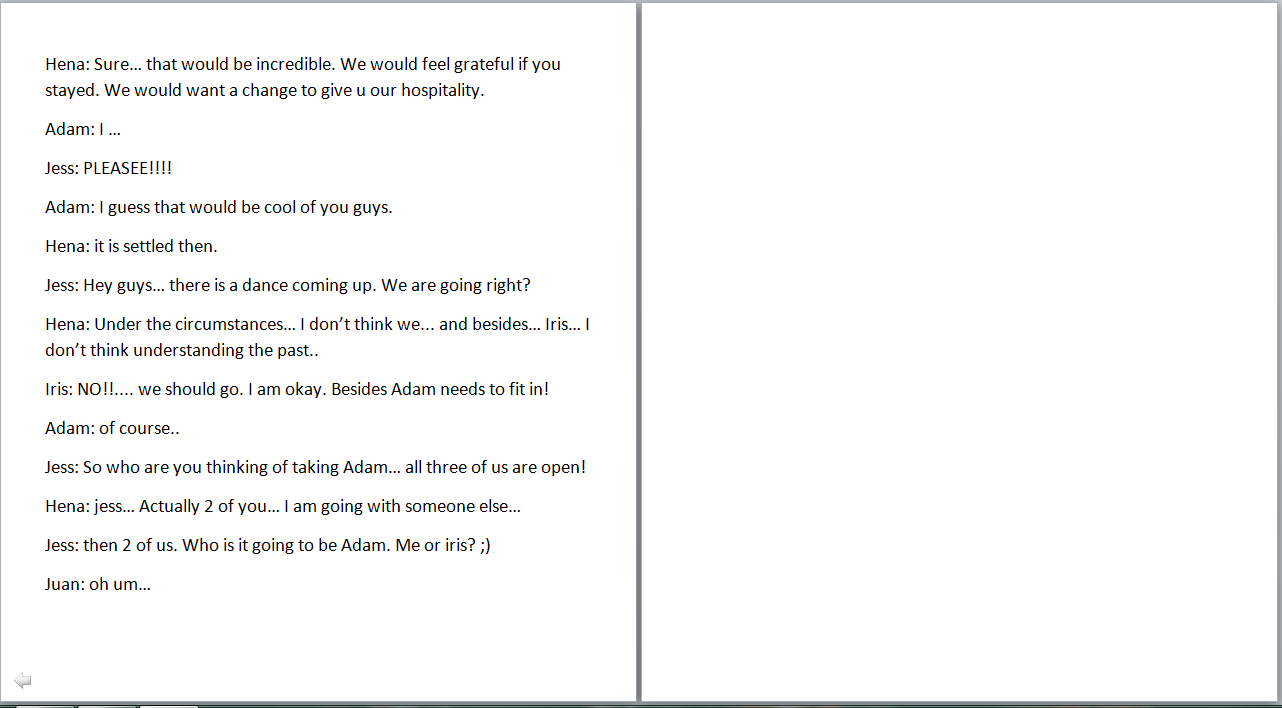 Hena: Sure... that would be incredible. We would feel grateful if you
stayed. We would want a change to give u our hospitality.
Adam: I ...
Jess: PLEASEE!!!!
Adam: I guess that would be cool of you guys.
Hena: it is settled then.
Jess: Hey guys... there is a dance coming up. We are going right?
Hena: Under the circumstances... I don’t think we... and besides... Iris... I
don’t think understanding the past..
Iris: NO!!.... we should go. I am okay. Besides Adam needs to fit in!
Adam: of course..
Jess: So who are you thinking of taking Adam... all three of us are open!
Hena: jess... Actually 2 of you... I am going with someone else...
Jess: then 2 of us. Who is it going to be Adam. Me or iris? ;)
Juan: oh um...